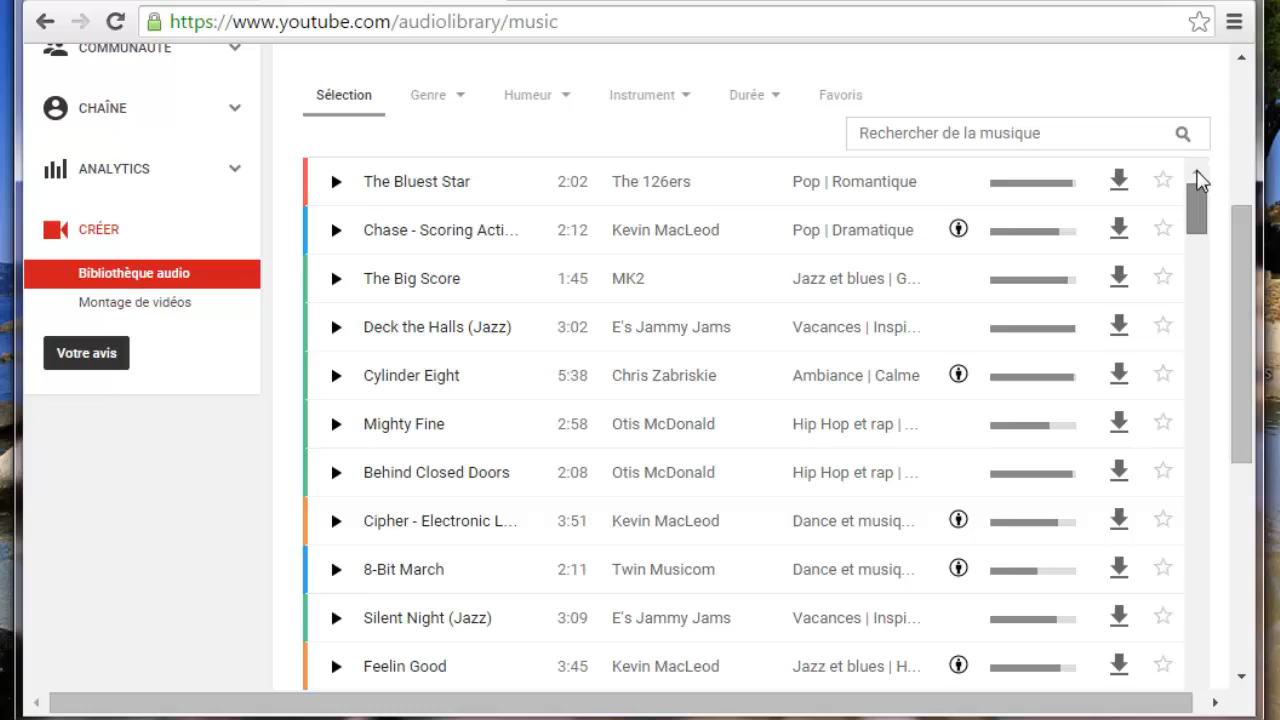 https://www.youtube.com/audiolibrary/music
COMMUNAUTÉ
CHAÎNE
ANALYTICS
CRÉER
Bibliothèque audio
Montage de vidéos
Votre avis
Sélection Genre Humeur Instrument Durée Favoris
Rechercher de la musique
The Bluest Star 2:02 The 126ers Pop | Romantique
Chase - Scoring Acti... 2:12 Kevin MacLeod Pop | Dramatique
The Big Score 1:45 MK2 Jazz et blues | G...
Deck the Halls (Jazz) 3:02 E's Jammy Jams Vacances | Inspi...
Cylinder Eight 5:38 Chris Zabriskie Ambiance | Calme
Mighty Fine 2:58 Otis McDonald Hip Hop et rap | ...
Behind Closed Doors 2:08 Otis McDonald Hip Hop et rap | ...
Cipher - Electronic L... 3:51 Kevin MacLeod Dance et musiq...
8-Bit March 2:11 Twin Musicom Dance et musiq...
Silent Night (Jazz) 3:09 E's Jammy Jams Vacances | Inspi...
Feelin Good 3:45 Kevin MacLeod Jazz et blues | H...